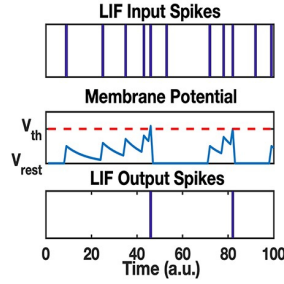 LIF Input Spikes
Membrane Potential
Vth
Vrest
LIF Output Spikes
0 20 40 60 80 100
Time (a.u.)